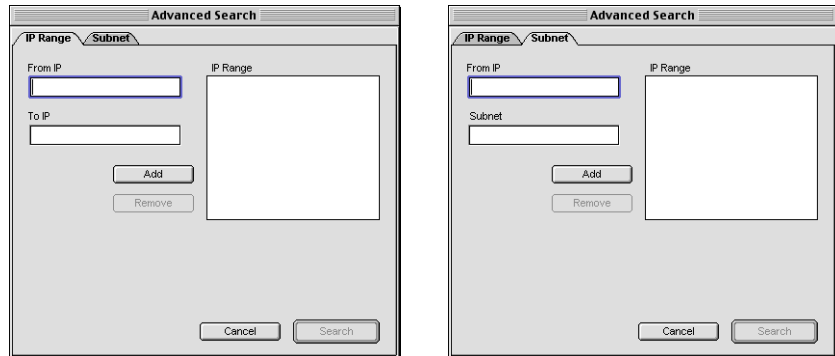 Advanced Search
IP Range Subnet
From IP IP Range
To IP
Add
Remove
Cancel Search
Advanced Search
IP Range Subnet
From IP IP Range
Subnet
Add
Remove
Cancel Search